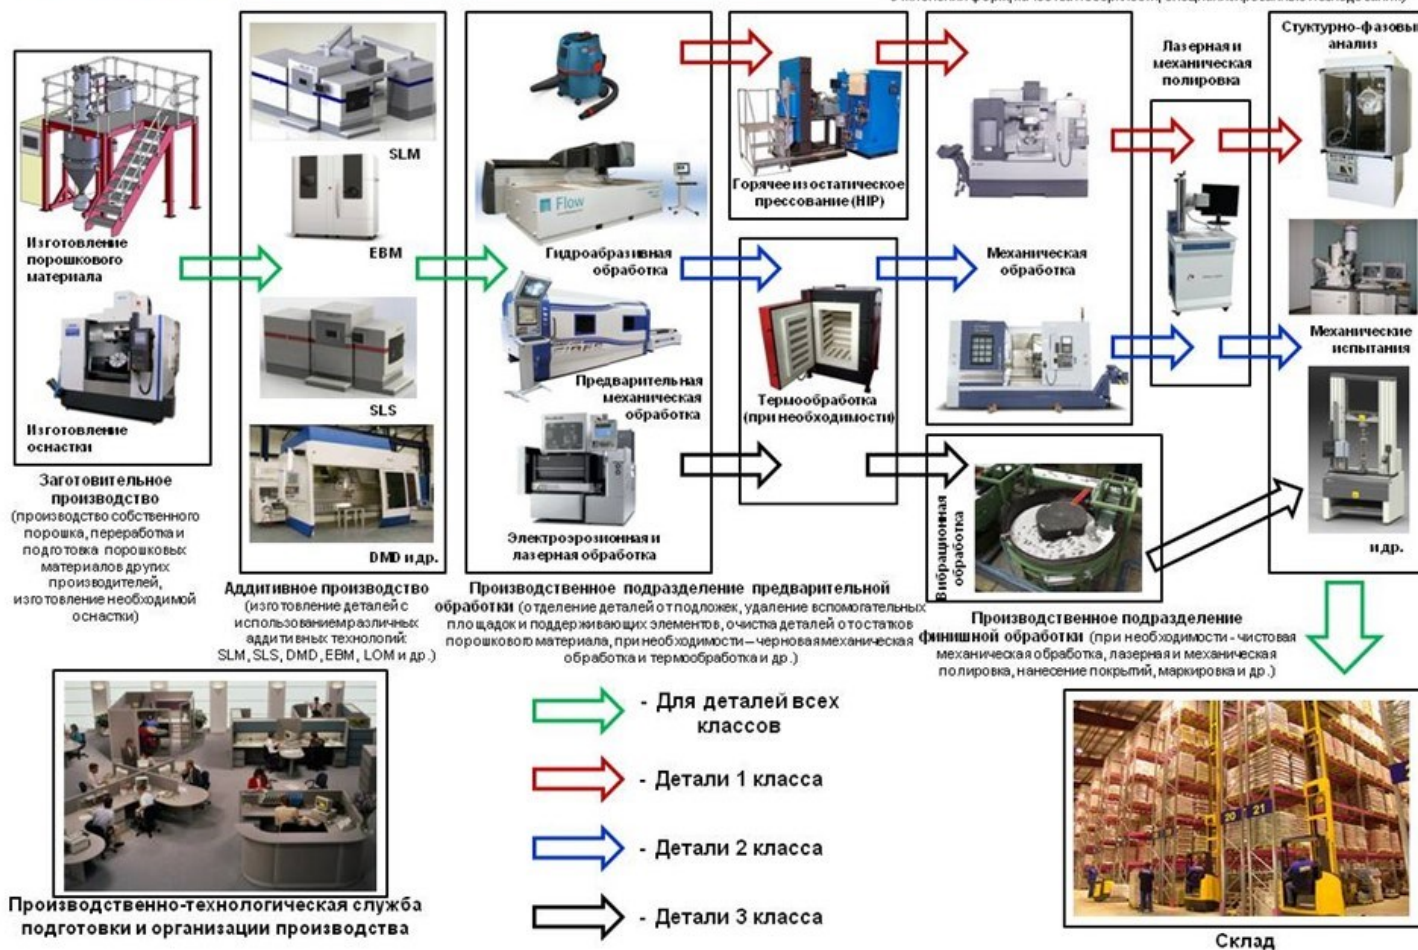 Стуктурно-фазовый
анализ
Лазерная и
механическая
полировка
SLM
Flow
Горячее изостатическое
прессование (HIP)
Изготовление
порошкового
материала
EBM
Гидроабразивная
обработка
Механическая
обработка
Механические
испытания
SLS
Предварительная
механическая
обработка
Термообработка
(при необходимости)
Изготовление
оснастки
DMD и др.
Электроэрозионная и
лазерная обработка
Вибрационная
обработка
и др.
Заготовительное
производство
(производство собственного
порошка, переработка и
подготовка порошковых
материалов других
производителей,
изготовление необходимой
оснастки)
Аддитивное производство
(изготовление деталей с
использованием различных
аддитивных технологий:
SLM, SLS, DMD, EBM, LOM и др.)
Производственное подразделение предварительной
обработки (отделение деталей от подложек, удаление вспомогательных
площадок и поддерживающих элементов, очистка деталей от остатков
порошкового материала, при необходимости – черновая механическая
обработка и термообработка и др.)
Производственное подразделение
финишной обработки (при необходимости - чистовая
механическая обработка, лазерная и механическая
полировка, нанесение покрытий, маркировка и др.)
- Для деталей всех
классов
- Детали 1 класса
- Детали 2 класса
- Детали 3 класса
20 21
Производственно-технологическая служба
подготовки и организации производства
Склад